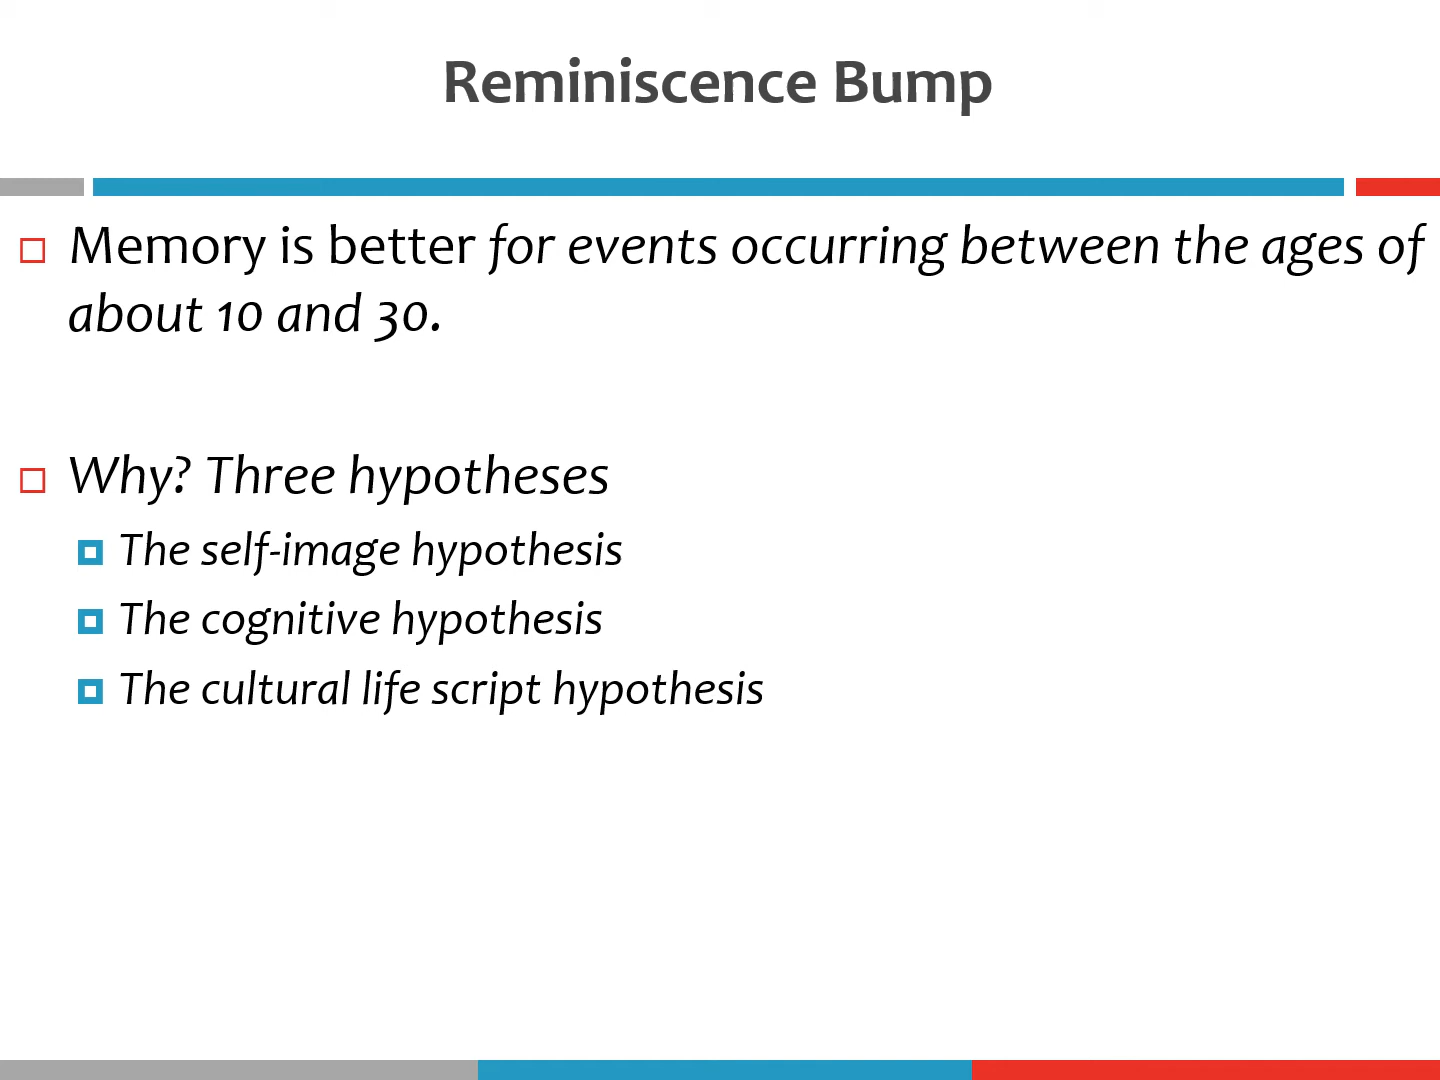 Reminiscence Bump
Memory is better for events occurring between the ages of
about 10 and 30.
Why? Three hypotheses
The self-image hypothesis
The cognitive hypothesis
The cultural life script hypothesis